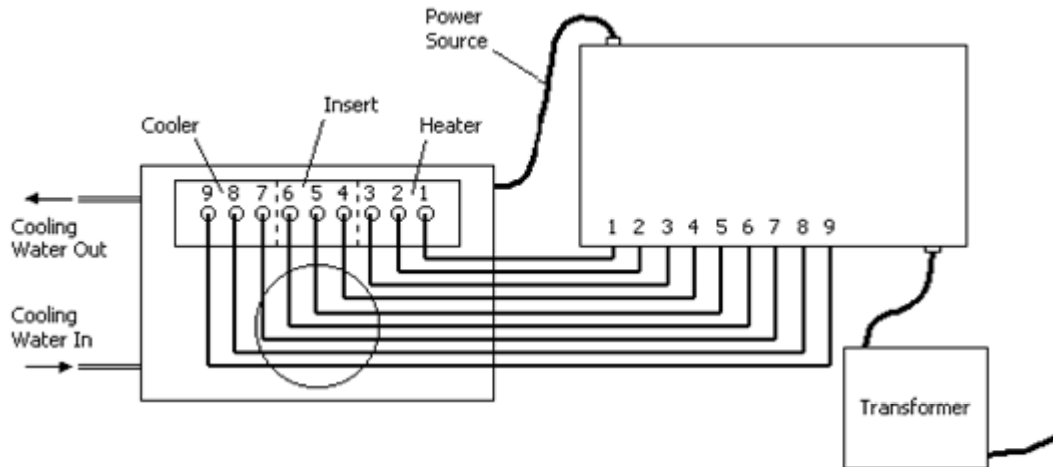 Power
Source
Insert
Cooler
Heater
9 8 7 6 5 4 3 2 1
Cooling
Water Out
1 2 3 4 5 6 7 8 9
Cooling
Water In
Transformer